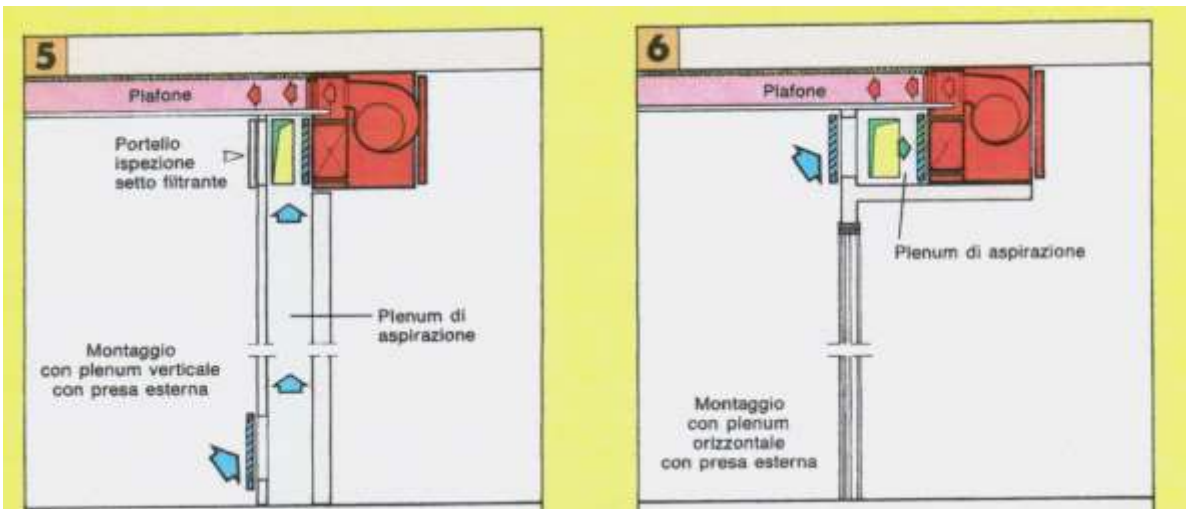 5
Plafone
Portello
ispezione
setto filtrante
Plenum di
aspirazione
Montaggio
con plenum verticale
con presa esterna
6
Plafone
Plenum di aspirazione
Montaggio
con plenum
orizzontale
con presa esterna